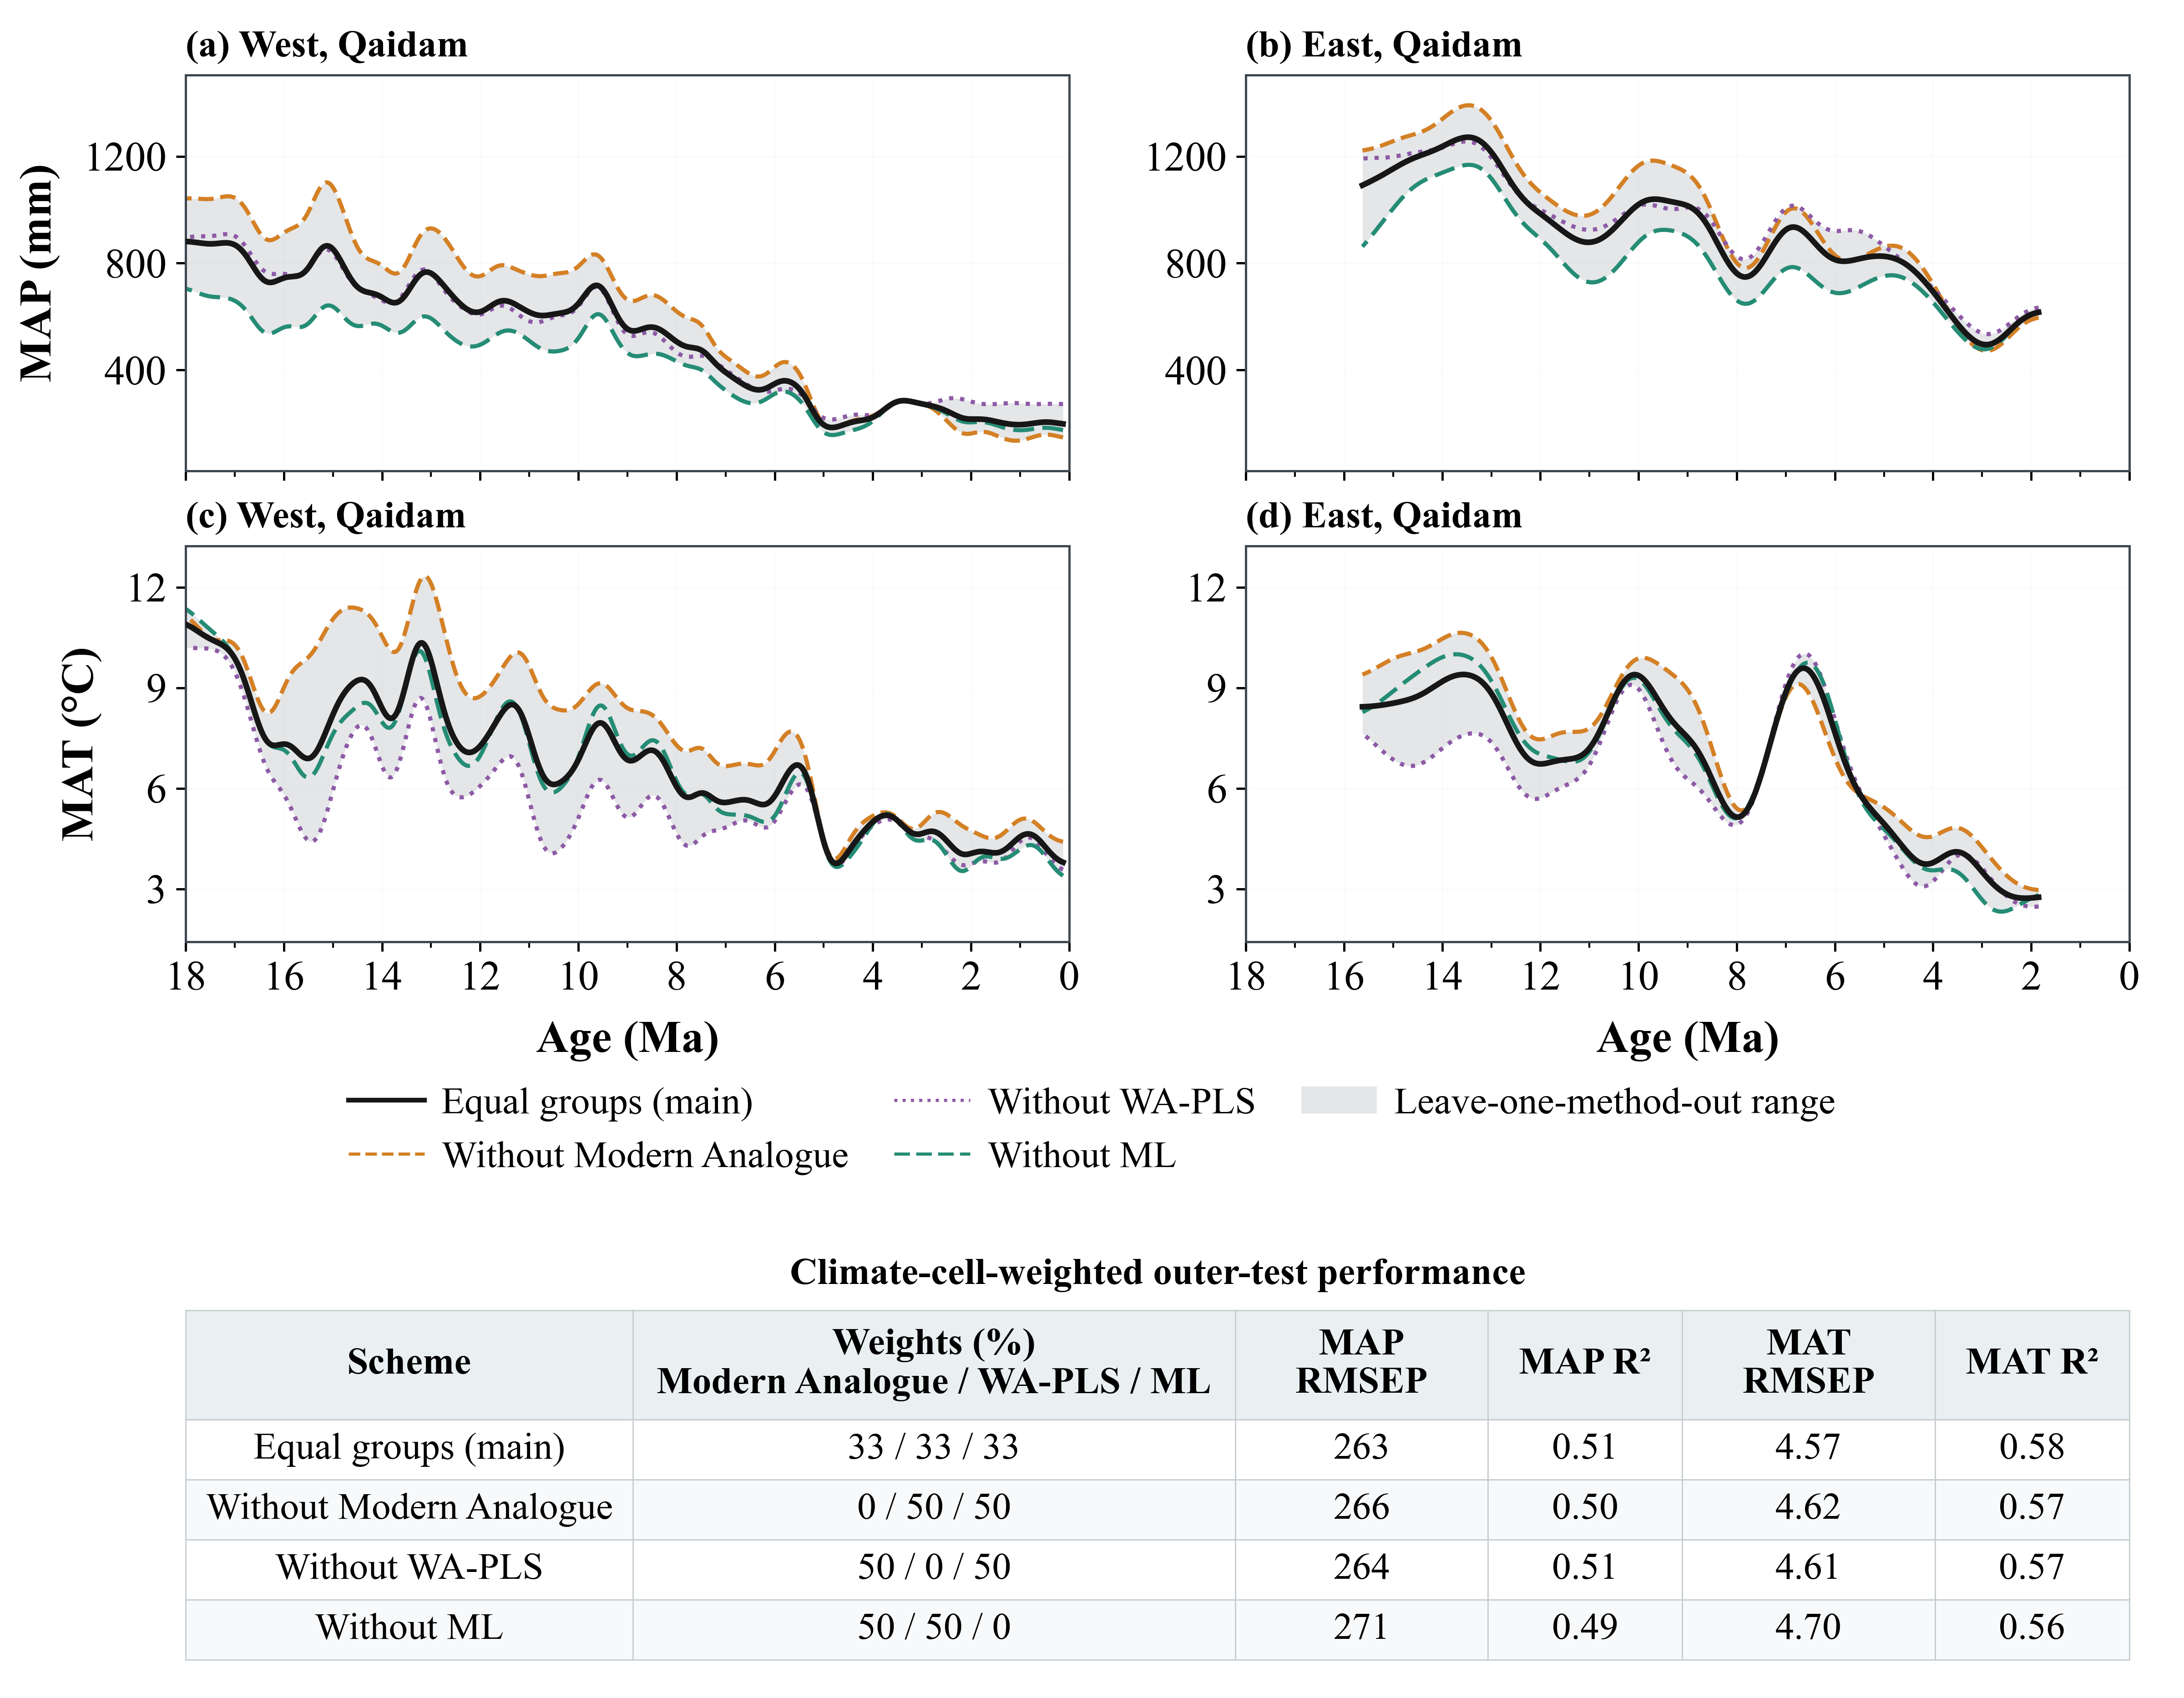 (a) West, Qaidam
(b) East, Qaidam
MAP (mm)
1200
800
400
1200
800
400
(c) West, Qaidam
(d) East, Qaidam
MAT (°C)
12
9
6
3
12
9
6
3
18 16 14 12 10 8 6 4 2 0
18 16 14 12 10 8 6 4 2 0
Age (Ma)
Age (Ma)
Equal groups (main)
Without WA-PLS
Leave-one-method-out range
Without Modern Analogue
Without ML
Climate-cell-weighted outer-test performance
Scheme
Weights (%)
Modern Analogue / WA-PLS / ML
MAP
RMSEP
MAP R²
MAT
RMSEP
MAT R²
Equal groups (main) 33 / 33 / 33 263 0.51 4.57 0.58
Without Modern Analogue 0 / 50 / 50 266 0.50 4.62 0.57
Without WA-PLS 50 / 0 / 50 264 0.51 4.61 0.57
Without ML 50 / 50 / 0 271 0.49 4.70 0.56